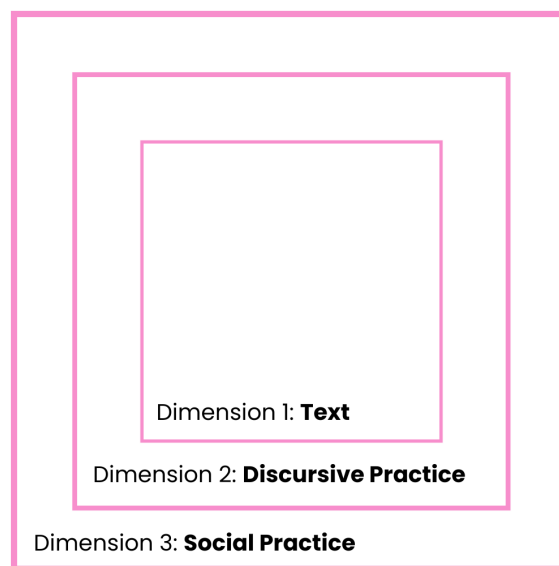 Dimension 1: Text
Dimension 2: Discursive Practice
Dimension 3: Social Practice